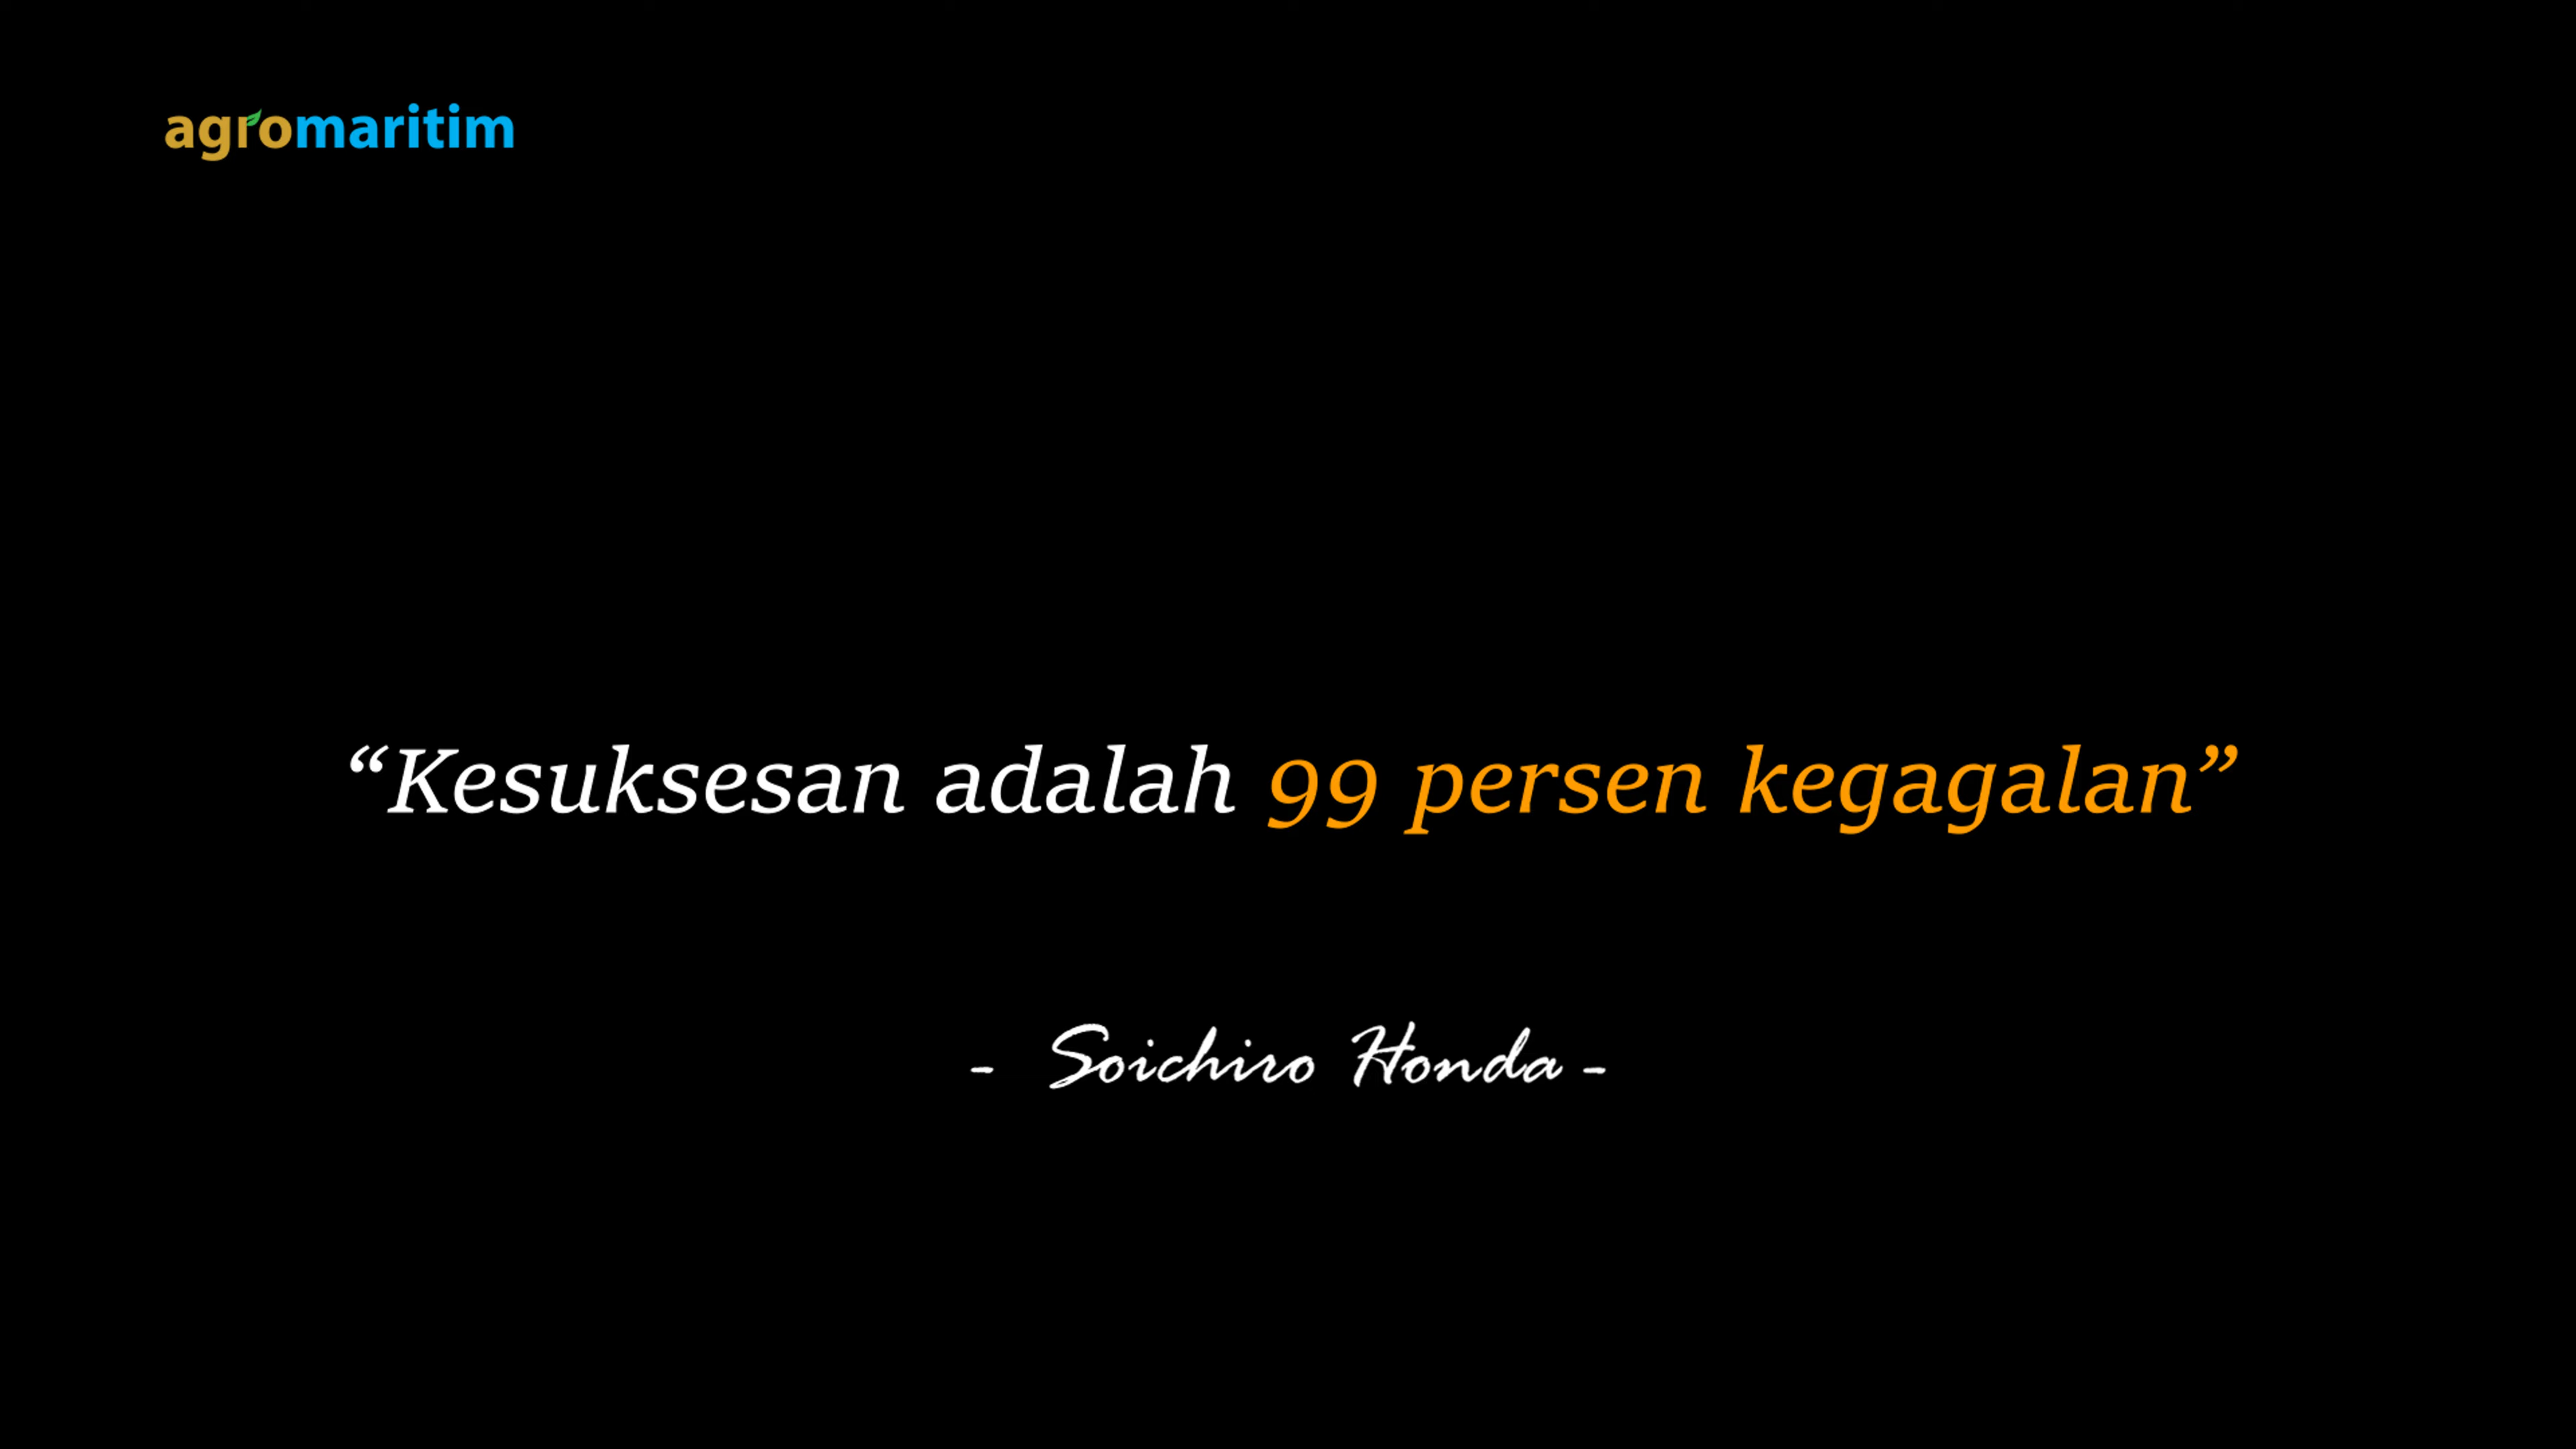 agromaritim
“Kesuksesan adalah 99 persen kegagalan”
- Soichiro Honda -